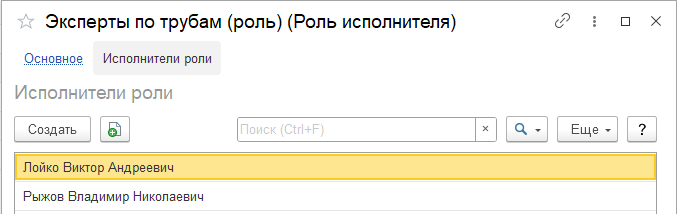 Эксперты по трубам (роль) (Роль исполнителя)
Основное Исполнители роли
Исполнители роли
Создать Поиск (Ctrl+F) × Еще ?
Лойко Виктор Андреевич
Рыжов Владимир Николаевич